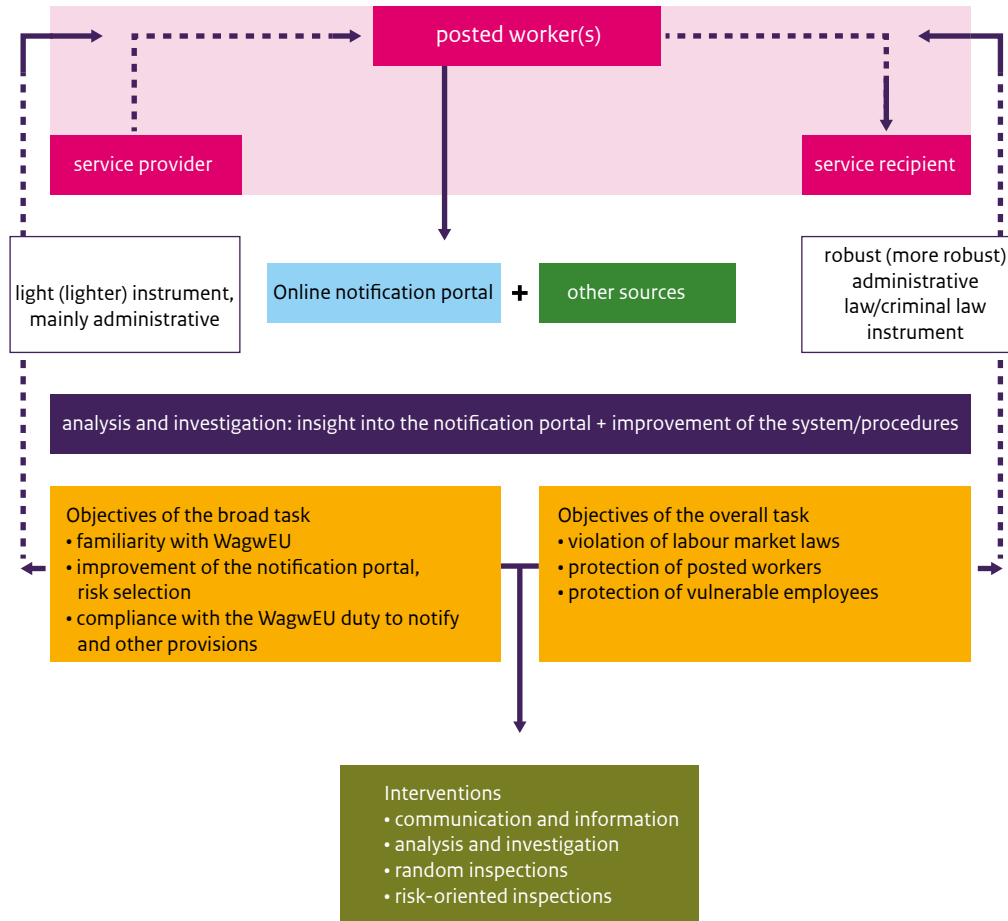 posted worker(s)
service provider
service recipient
light (lighter) instrument,
mainly administrative
Online notification portal
+
other sources
robust (more robust)
administrative
law/criminal law
instrument
analysis and investigation: insight into the notification portal + improvement of the system/procedures
Objectives of the broad task
• familiarity with WagwEU
• improvement of the notification portal,
risk selection
• compliance with the WagwEU duty to notify
and other provisions
Objectives of the overall task
• violation of labour market laws
• protection of posted workers
• protection of vulnerable employees
Interventions
• communication and information
• analysis and investigation
• random inspections
• risk-oriented inspections